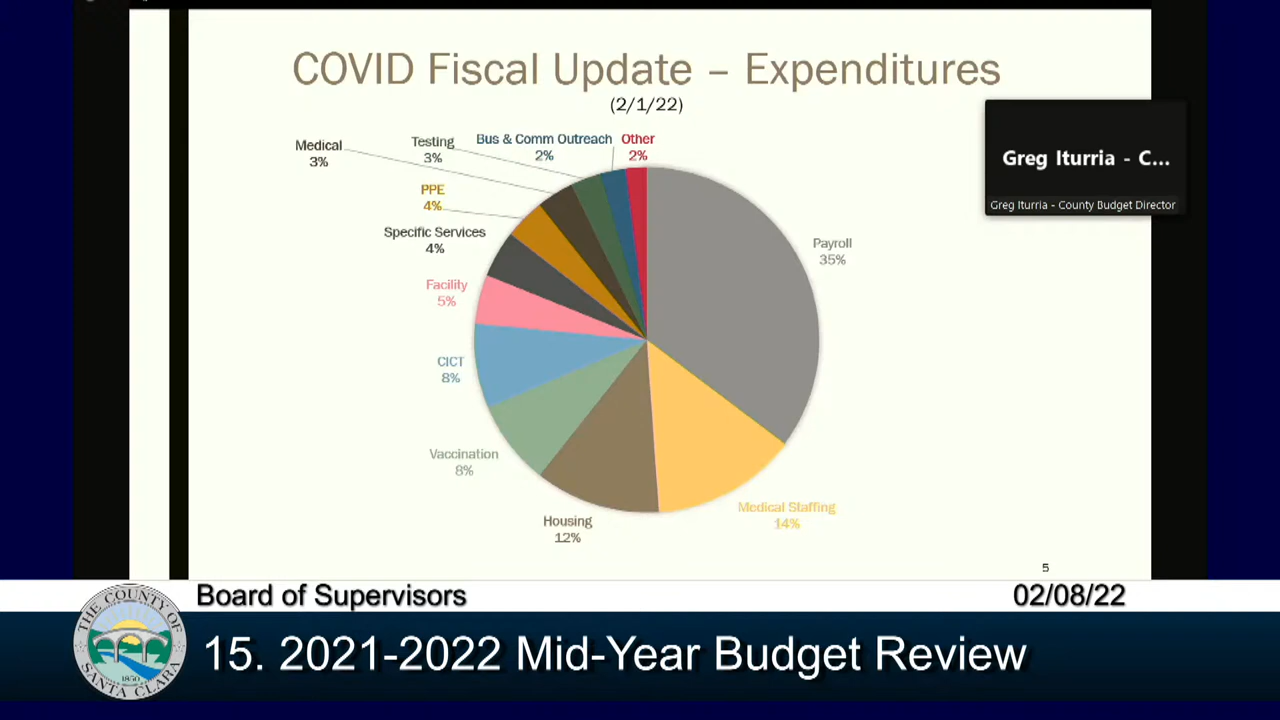 COVID Fiscal Update – Expenditures
(2/1/22)
Medical
3%
Testing
3%
Bus & Comm Outreach
2%
Other
2%
PPE
4%
Specific Services
4%
Facility
5%
CICT
8%
Vaccination
8%
Housing
12%
Medical Staffing
14%
Payroll
35%
Greg Iturria - C...
Greg Iturria - County Budget Director
5
Board of Supervisors
02/08/22
THE COUNTY OF
SANTA CLARA
1850
15. 2021-2022 Mid-Year Budget Review